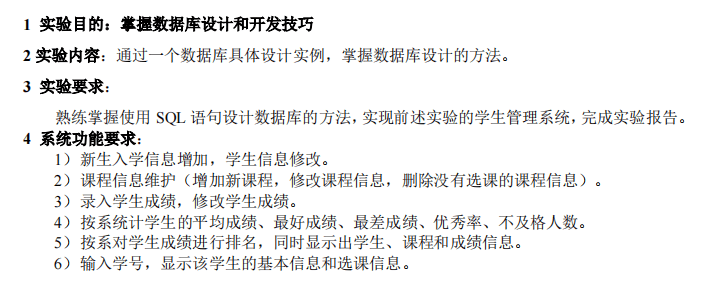 1 实验目的：掌握数据库设计和开发技巧
2 实验内容：通过一个数据库具体设计实例，掌握数据库设计的方法。
3 实验要求：
熟练掌握使用 SQL 语句设计数据库的方法，实现前述实验的学生管理系统，完成实验报告。
4 系统功能要求：
1）新生入学信息增加，学生信息修改。
2）课程信息维护（增加新课程，修改课程信息，删除没有选课的课程信息）。
3）录入学生成绩，修改学生成绩。
4）按系统计学生的平均成绩、最好成绩、最差成绩、优秀率、不及格人数。
5）按系对学生成绩进行排名，同时显示出学生、课程和成绩信息。
6）输入学号，显示该学生的基本信息和选课信息。